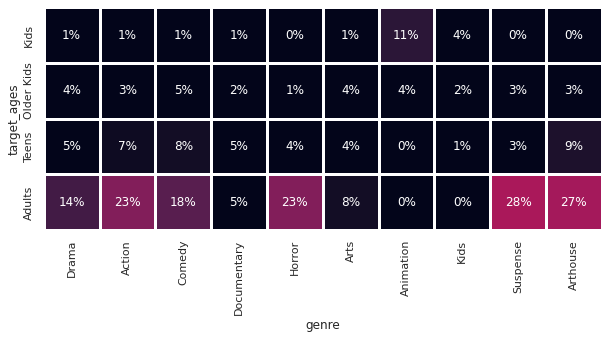 target_ages
Kids 1% 1% 1% 1% 0% 1% 11% 4% 0% 0%
Older Kids 4% 3% 5% 2% 1% 4% 4% 2% 3% 3%
Teens 5% 7% 8% 4% 4% 4% 0% 1% 3% 9%
Adults 14% 23% 18% 5% 23% 8% 0% 0% 28% 27%
Drama Action Comedy Documentary Horror Arts Animation Kids Suspense Arthouse
genre